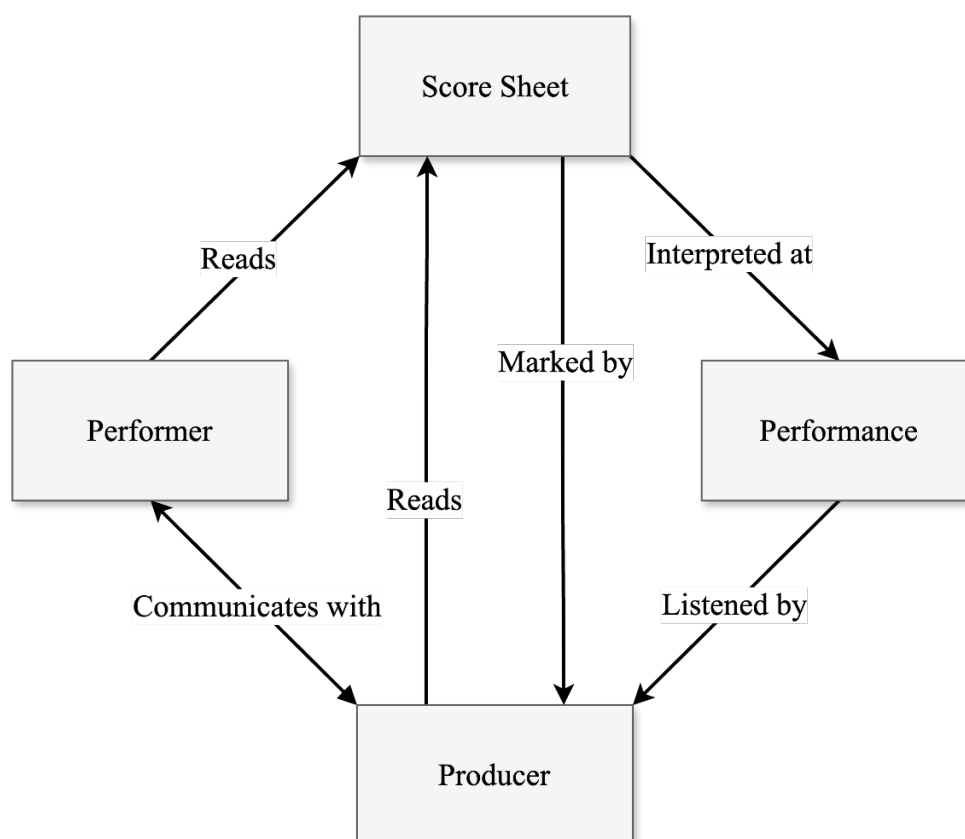 Score Sheet
Reads
Interpreted at
Marked by
Performer
Performance
Reads
Communicates with
Listened by
Producer